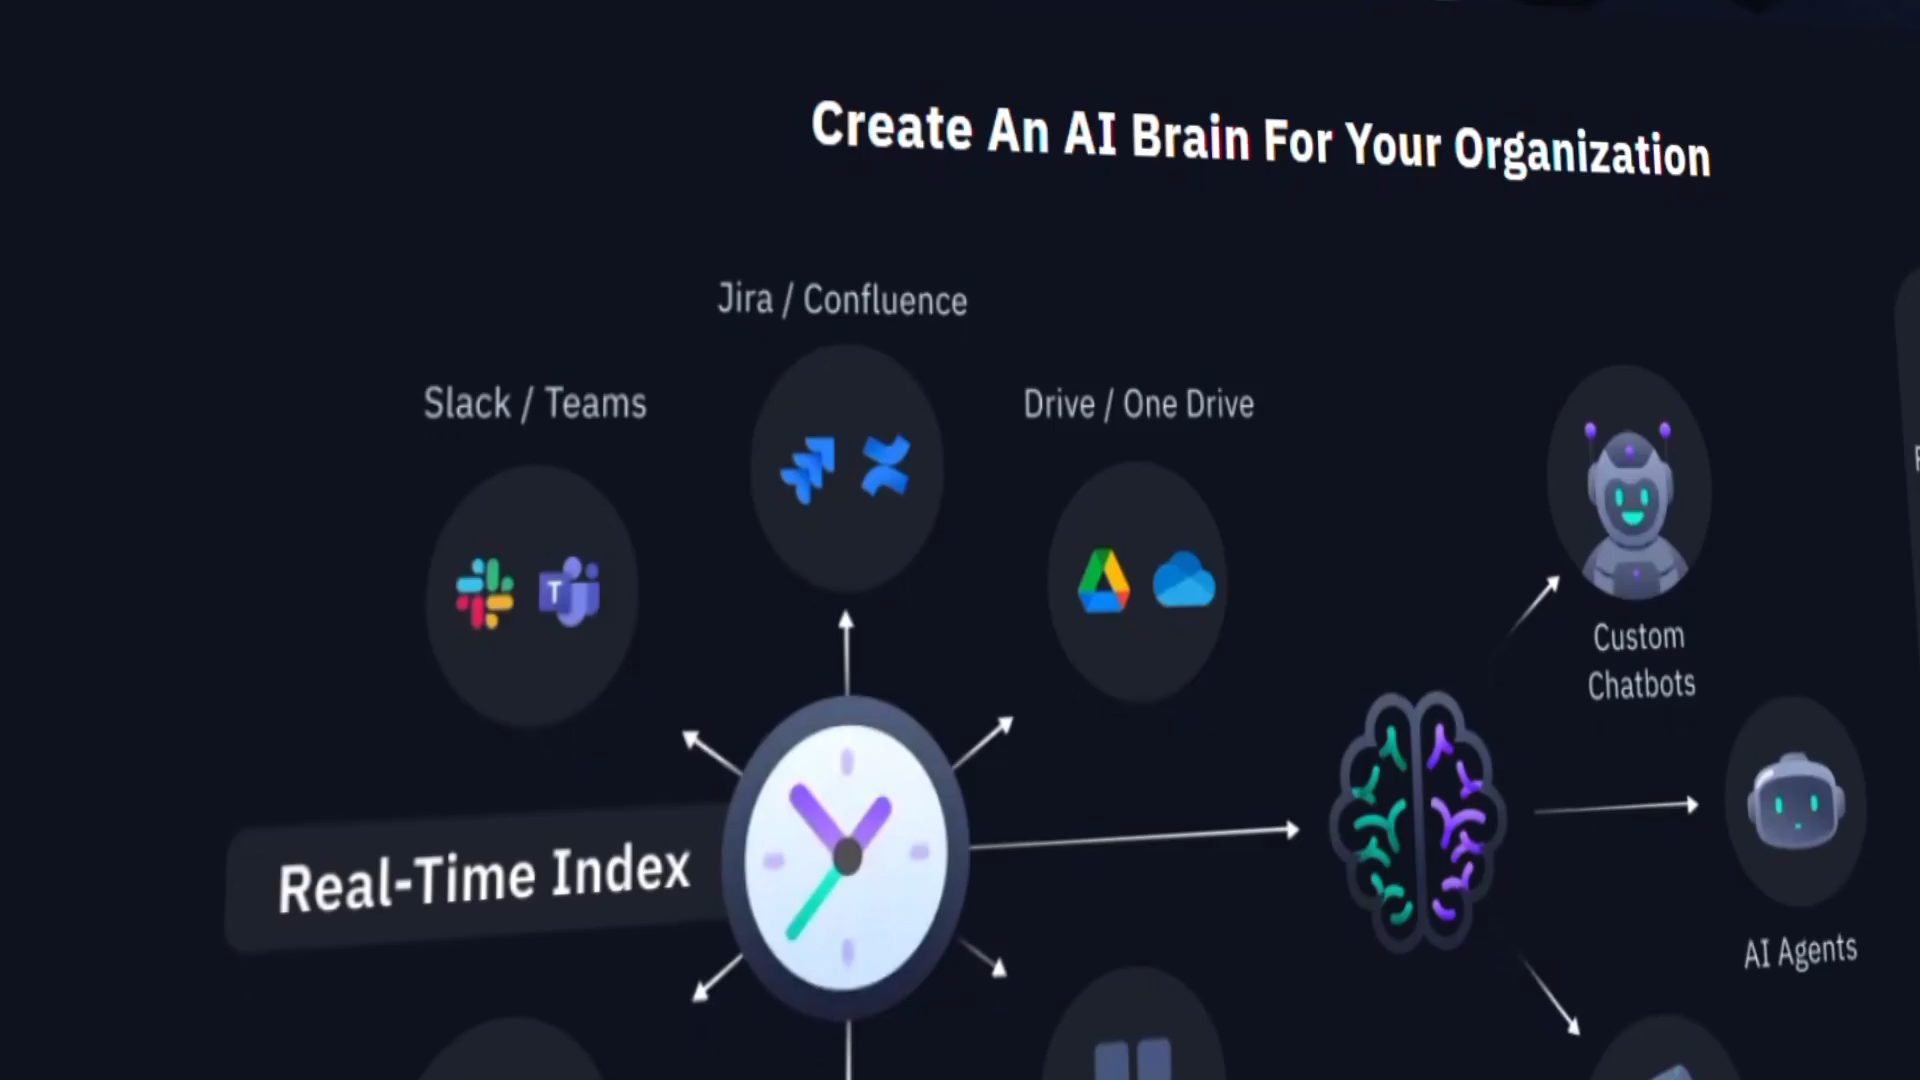 Create An AI Brain For Your Organization
Jira / Confluence
Slack / Teams
Drive / One Drive
T
Custom
Chatbots
Real-Time Index
AI Agents